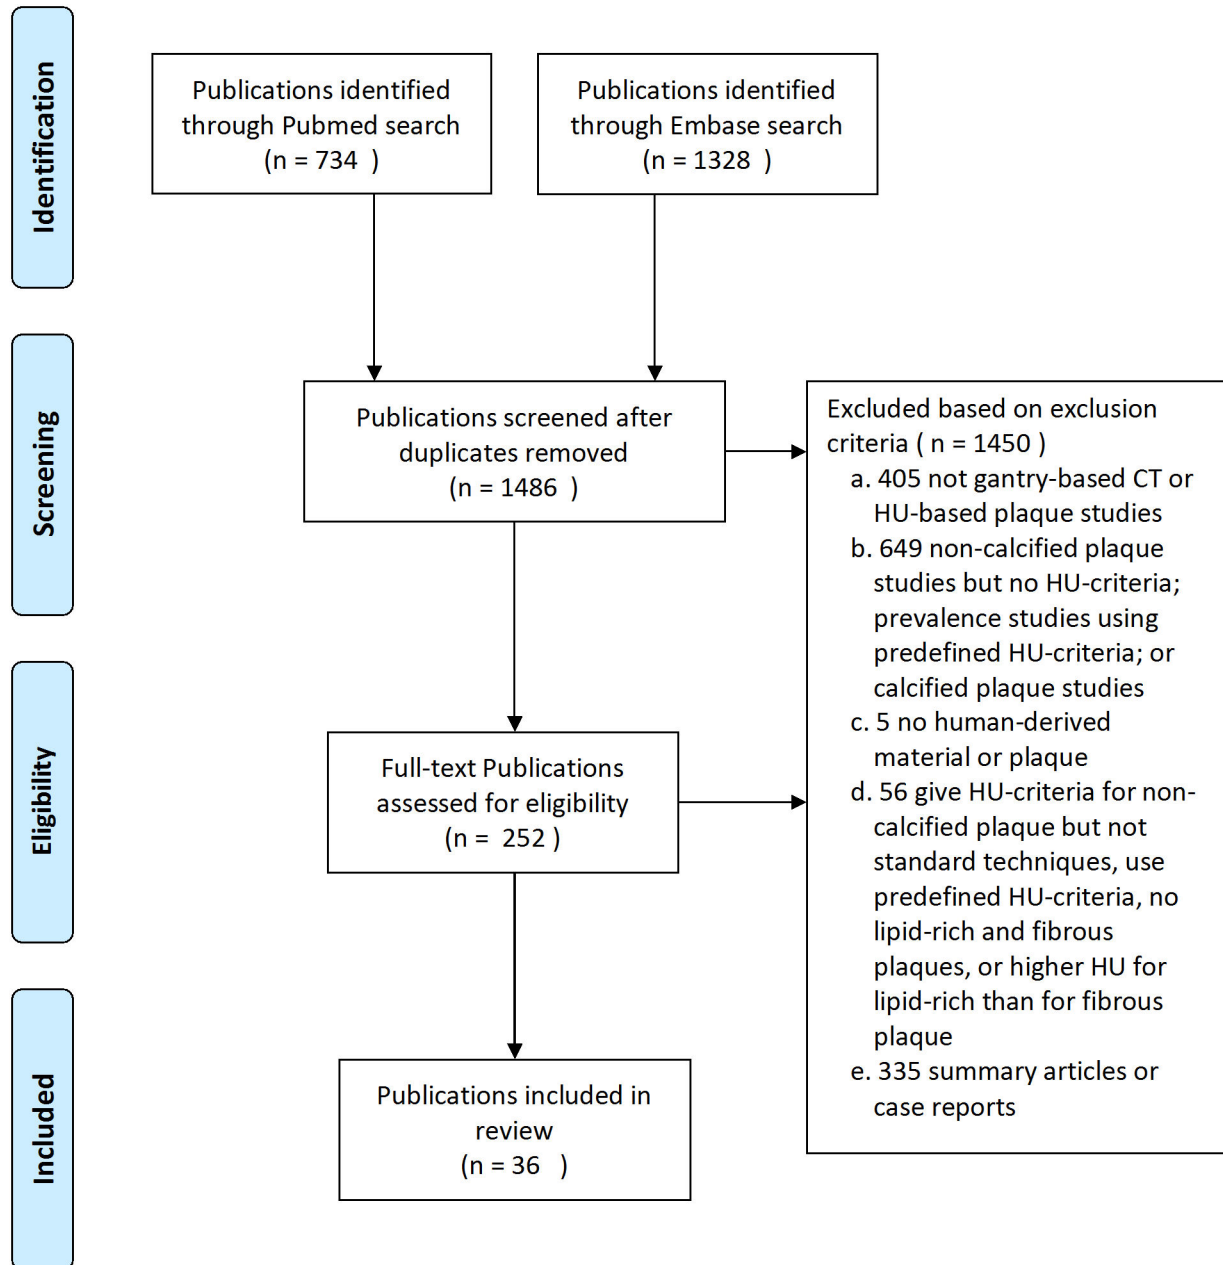 Identification
Publications identified
through Pubmed search
(n = 734 )
Publications identified
through Embase search
(n = 1328 )
Screening
Publications screened after
duplicates removed
(n = 1486 )
Excluded based on exclusion
criteria ( n = 1450 )
a. 405 not gantry-based CT or
HU-based plaque studies
b. 649 non-calcified plaque
studies but no HU-criteria;
prevalence studies using
predefined HU-criteria; or
calcified plaque studies
c. 5 no human-derived
material or plaque
d. 56 give HU-criteria for non-
calcified plaque but not
standard techniques, use
predefined HU-criteria, no
lipid-rich and fibrous
plaques, or higher HU for
lipid-rich than for fibrous
plaque
e. 335 summary articles or
case reports
Eligibility
Full-text Publications
assessed for eligibility
(n = 252 )
Included
Publications included in
review
(n = 36 )